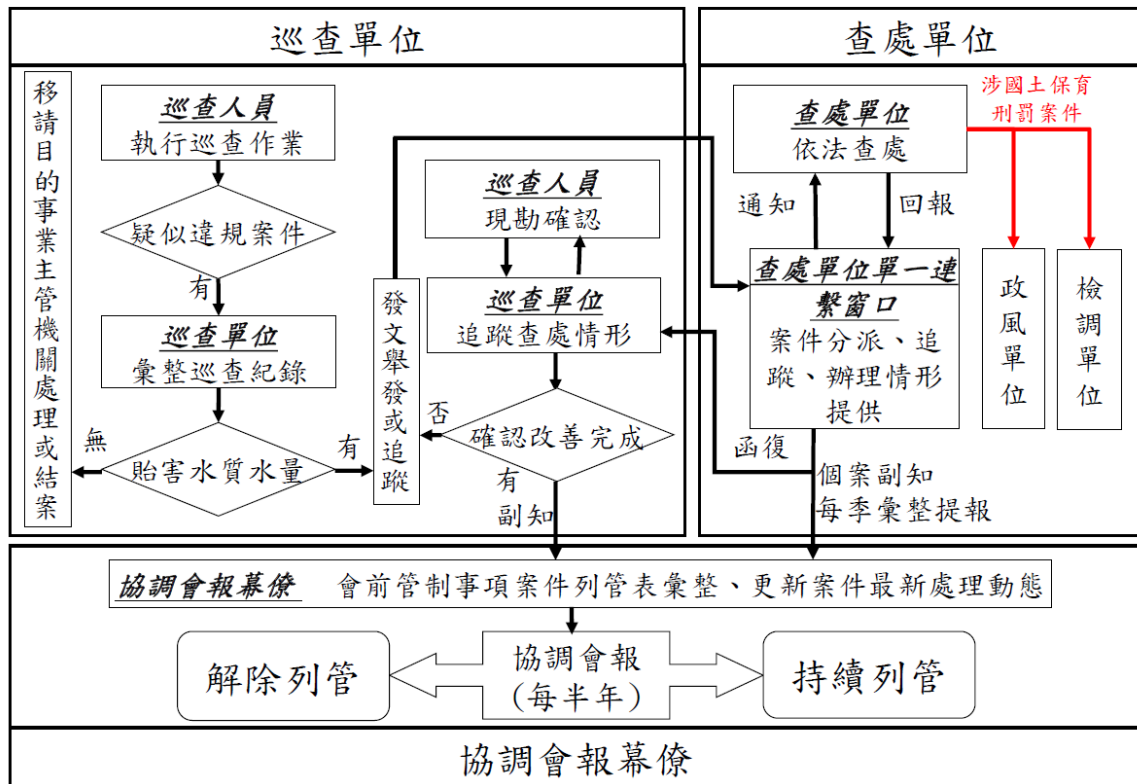 巡查單位
移請目的事業主管機關處理或結案
巡查人員
執行巡查作業
疑似違規案件
有
巡查單位
彙整巡查紀錄
貽害水質水量
無
有
發文舉發或追蹤
巡查人員
現勘確認
巡查單位
追蹤查處情形
確認改善完成
否
有
副知
查處單位
查處單位
依法查處
涉國土保育
刑罰案件
通知
回報
查處單位單一連
繫窗口
案件分派、追
蹤、辦理情形
提供
政風單位
檢調單位
函復
個案副知
每季彙整提報
協調會報幕僚 會前管制事項案件列管表彙整、更新案件最新處理動態
解除列管
協調會報
(每半年)
持續列管
協調會報幕僚